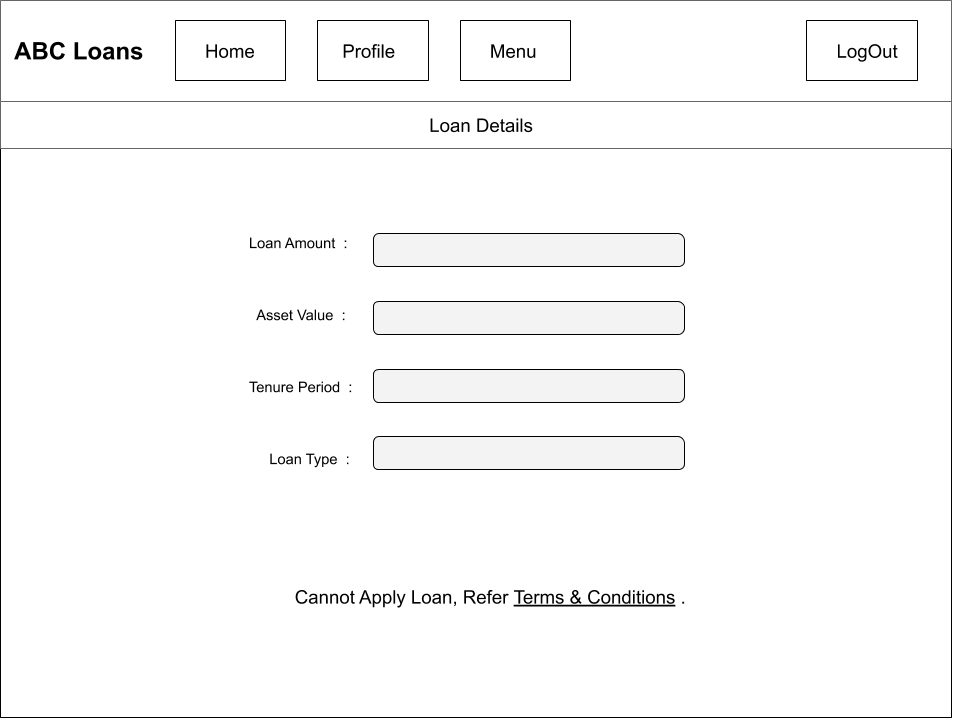 ABC Loans Home Profile Menu LogOut
Loan Details
Loan Amount  :
Asset Value  :
Tenure Period  :
Loan Type  :
Cannot Apply Loan, Refer Terms & Conditions .